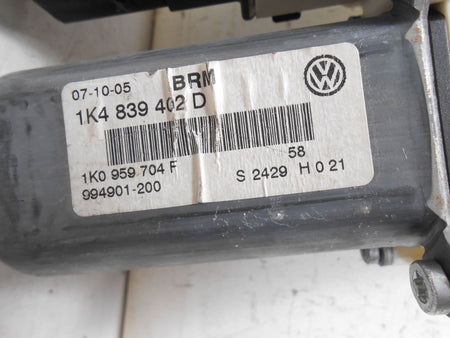 07-10-05 BRM
1K4 839 402 D
58
1K0 959 704 F S 2429 H 0 21
994901-200